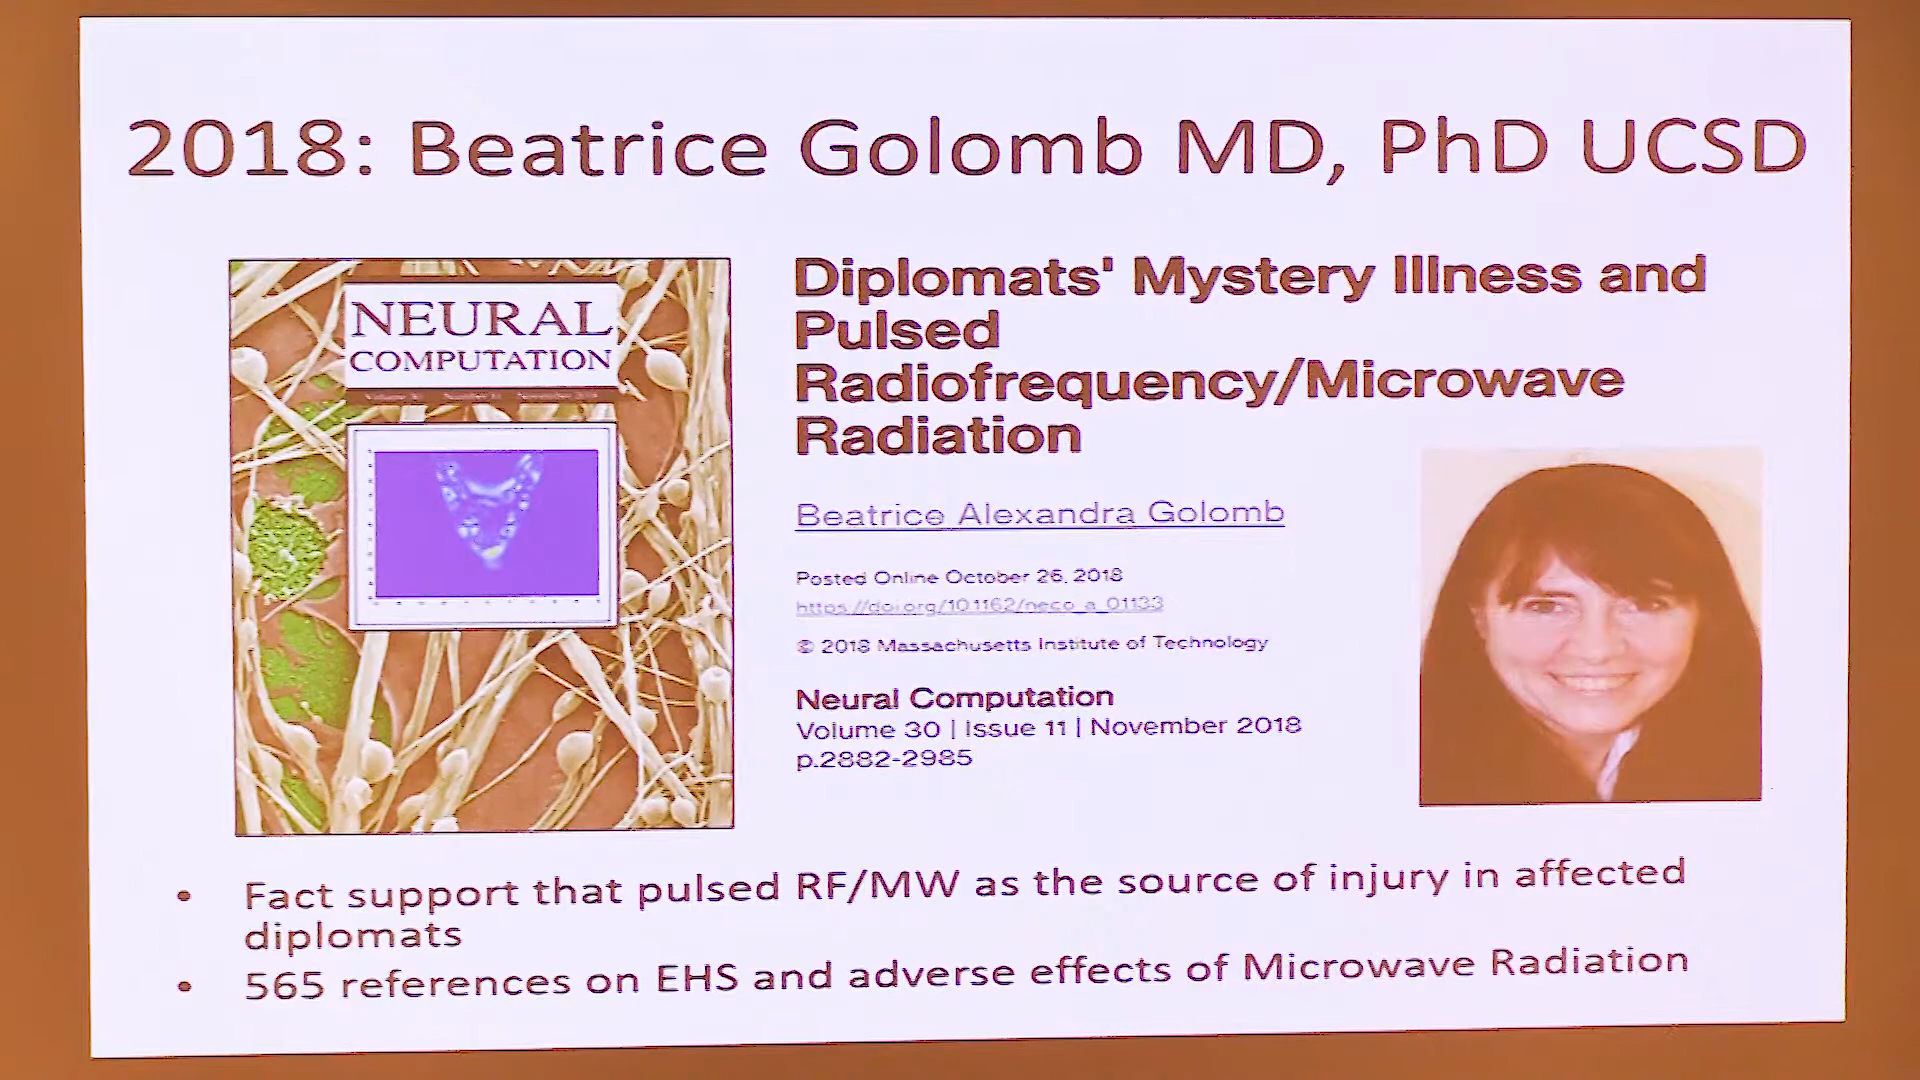 2018: Beatrice Golomb MD, PhD UCSD
NEURAL
COMPUTATION
Diplomats' Mystery Illness and
Pulsed
Radiofrequency/Microwave
Radiation
Beatrice Alexandra Golomb
Posted Online October 26, 2018
https://doi.org/10.1162/neco_a_01133
© 2018 Massachusetts Institute of Technology
Neural Computation
Volume 30 | Issue 11 | November 2018
p.2882-2985
• Fact support that pulsed RF/MW as the source of injury in affected
diplomats
• 565 references on EHS and adverse effects of Microwave Radiation